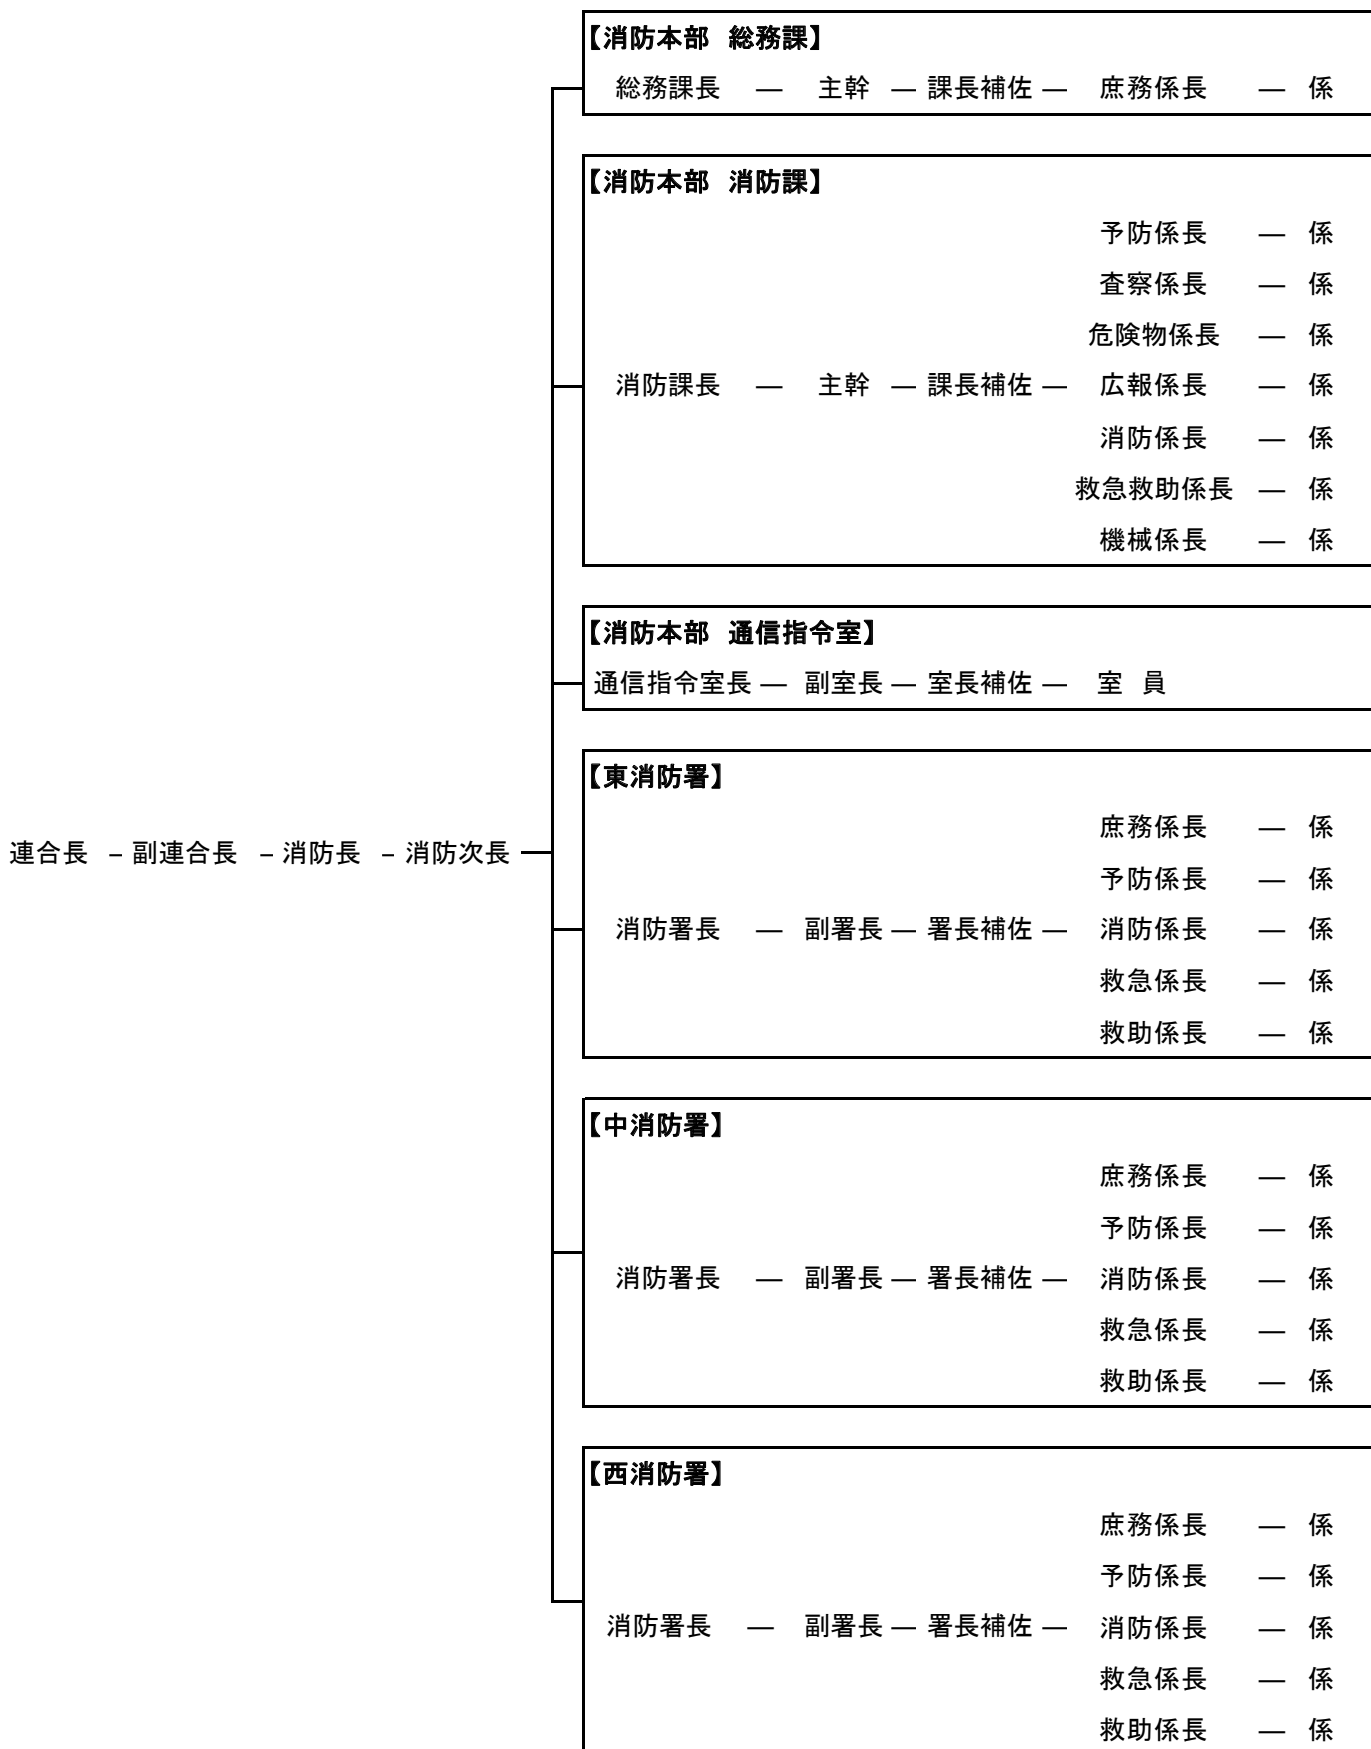 【消防本部 総務課】
総務課長 ― 主幹 ― 課長補佐 ― 庶務係長 ― 係
【消防本部 消防課】
予防係長 ― 係
査察係長 ― 係
危険物係長 ― 係
消防課長 ― 主幹 ― 課長補佐 ― 広報係長 ― 係
消防係長 ― 係
救急救助係長 ― 係
機械係長 ― 係
【消防本部 通信指令室】
通信指令室長 ― 副室長 ― 室長補佐 ― 室 員
連合長 － 副連合長 － 消防長 － 消防次長
【東消防署】
庶務係長 ― 係
予防係長 ― 係
消防署長 ― 副署長 ― 署長補佐 ― 消防係長 ― 係
救急係長 ― 係
救助係長 ― 係
【中消防署】
庶務係長 ― 係
予防係長 ― 係
消防署長 ― 副署長 ― 署長補佐 ― 消防係長 ― 係
救急係長 ― 係
救助係長 ― 係
【西消防署】
庶務係長 ― 係
予防係長 ― 係
消防署長 ― 副署長 ― 署長補佐 ― 消防係長 ― 係
救急係長 ― 係
救助係長 ― 係